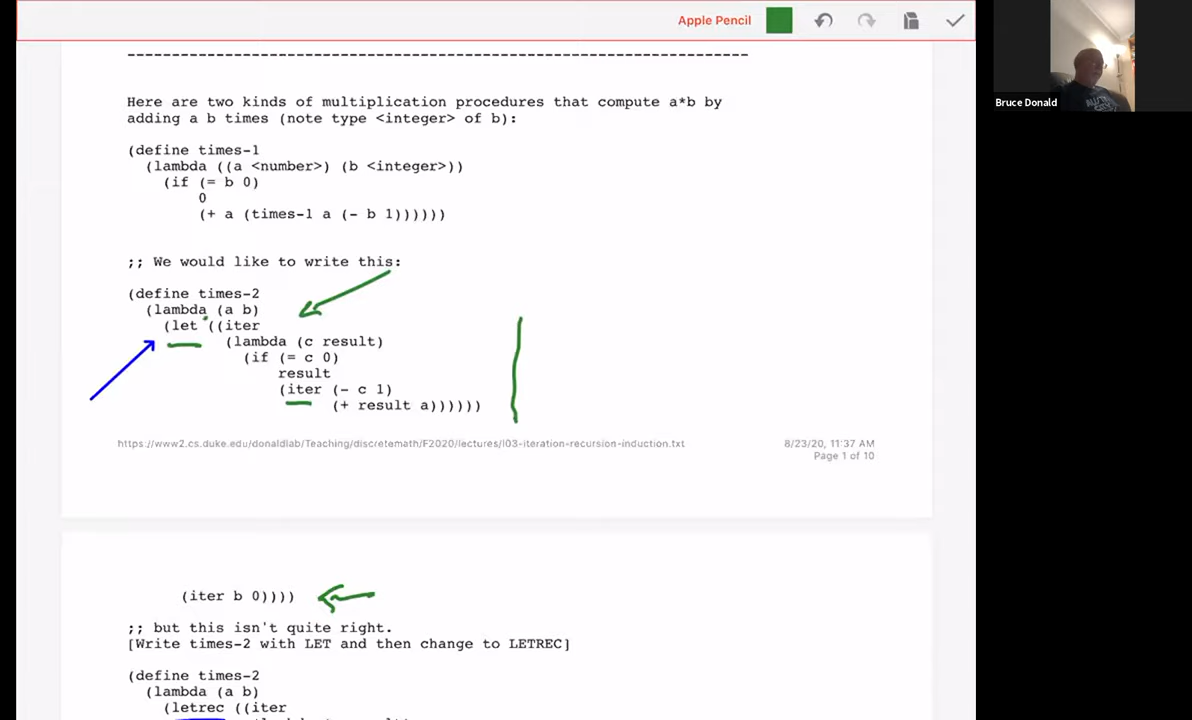 Apple Pencil
Bruce Donald
--------------------------------------------------------------------
Here are two kinds of multiplication procedures that compute a*b by
adding a b times (note type <integer> of b):
(define times-1
(lambda ((a <number>) (b <integer>))
(if (= b 0)
0
(+ a (times-1 a (- b 1))))))
;; We would like to write this:
(define times-2
(lambda (a b)
(let ((iter
(lambda (c result)
(if (= c 0)
result
(iter (- c 1)
(+ result a))))))
https://www2.cs.duke.edu/donaldlab/Teaching/discretemath/F2020/lectures/l03-iteration-recursion-induction.txt
8/23/20, 11:37 AM
Page 1 of 10
(iter b 0))))
;; but this isn't quite right.
[Write times-2 with LET and then change to LETREC]
(define times-2
(lambda (a b)
(letrec ((iter